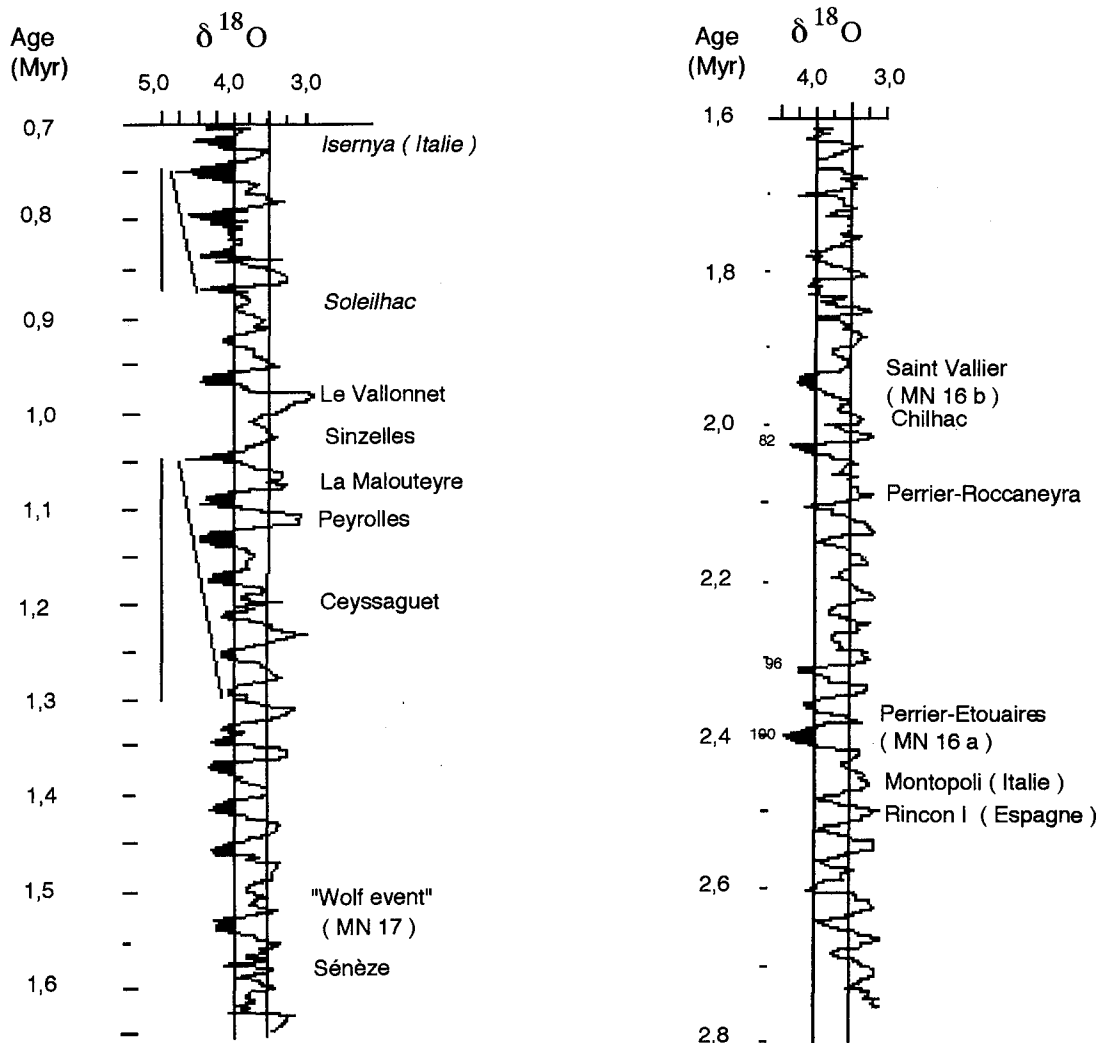 Age
(Myr)
δ 18 O
5,0 4,0 3,0
0,7
Isernya ( Italie )
0,8
Soleilhac
0,9
Le Vallonnet
1,0
Sinzelles
La Malouteyre
1,1
Peyrolles
1,2
Ceyssaguet
1,3
1,4
1,5
"Wolf event"
( MN 17 )
Sénèze
1,6
Age
(Myr)
δ 18 O
4,0 3,0
1,6
1,8
Saint Vallier
( MN 16 b )
Chilhac
2,0
82
Perrier-Roccaneyra
2,2
96
Perrier-Etouaires
( MN 16 a )
2,4
100
Montopoli ( Italie )
Rincon I ( Espagne )
2,6
2,8